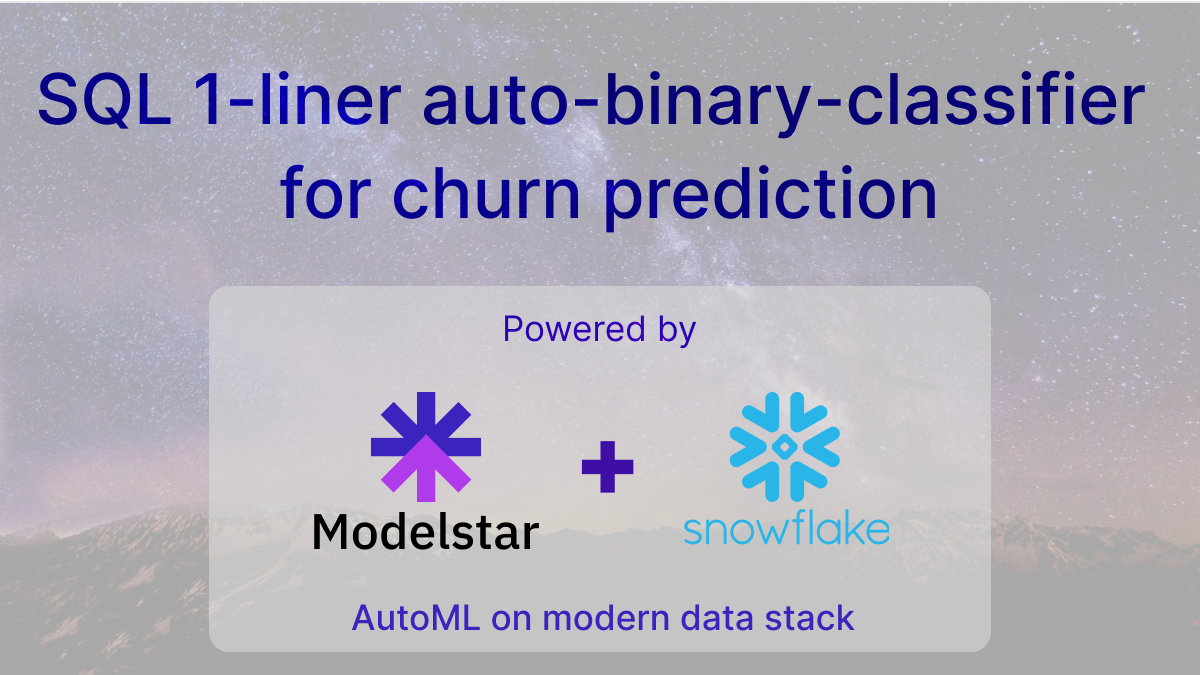 SQL 1-liner auto-binary-classifier
for churn prediction
Powered by
Modelstar
snowflake
AutoML on modern data stack